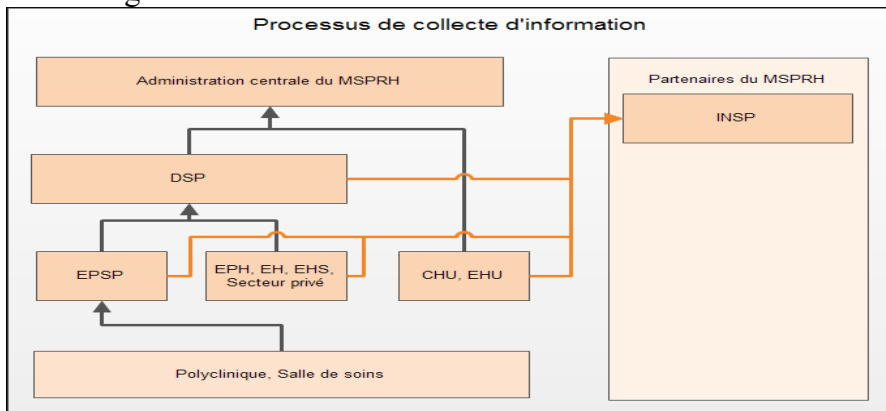 Processus de collecte d'information
Administration centrale du MSPRH
Partenaires du MSPRH
INSP
DSP
EPSP
EPH, EH, EHS,
Secteur privé
CHU, EHU
Polyclinique, Salle de soins